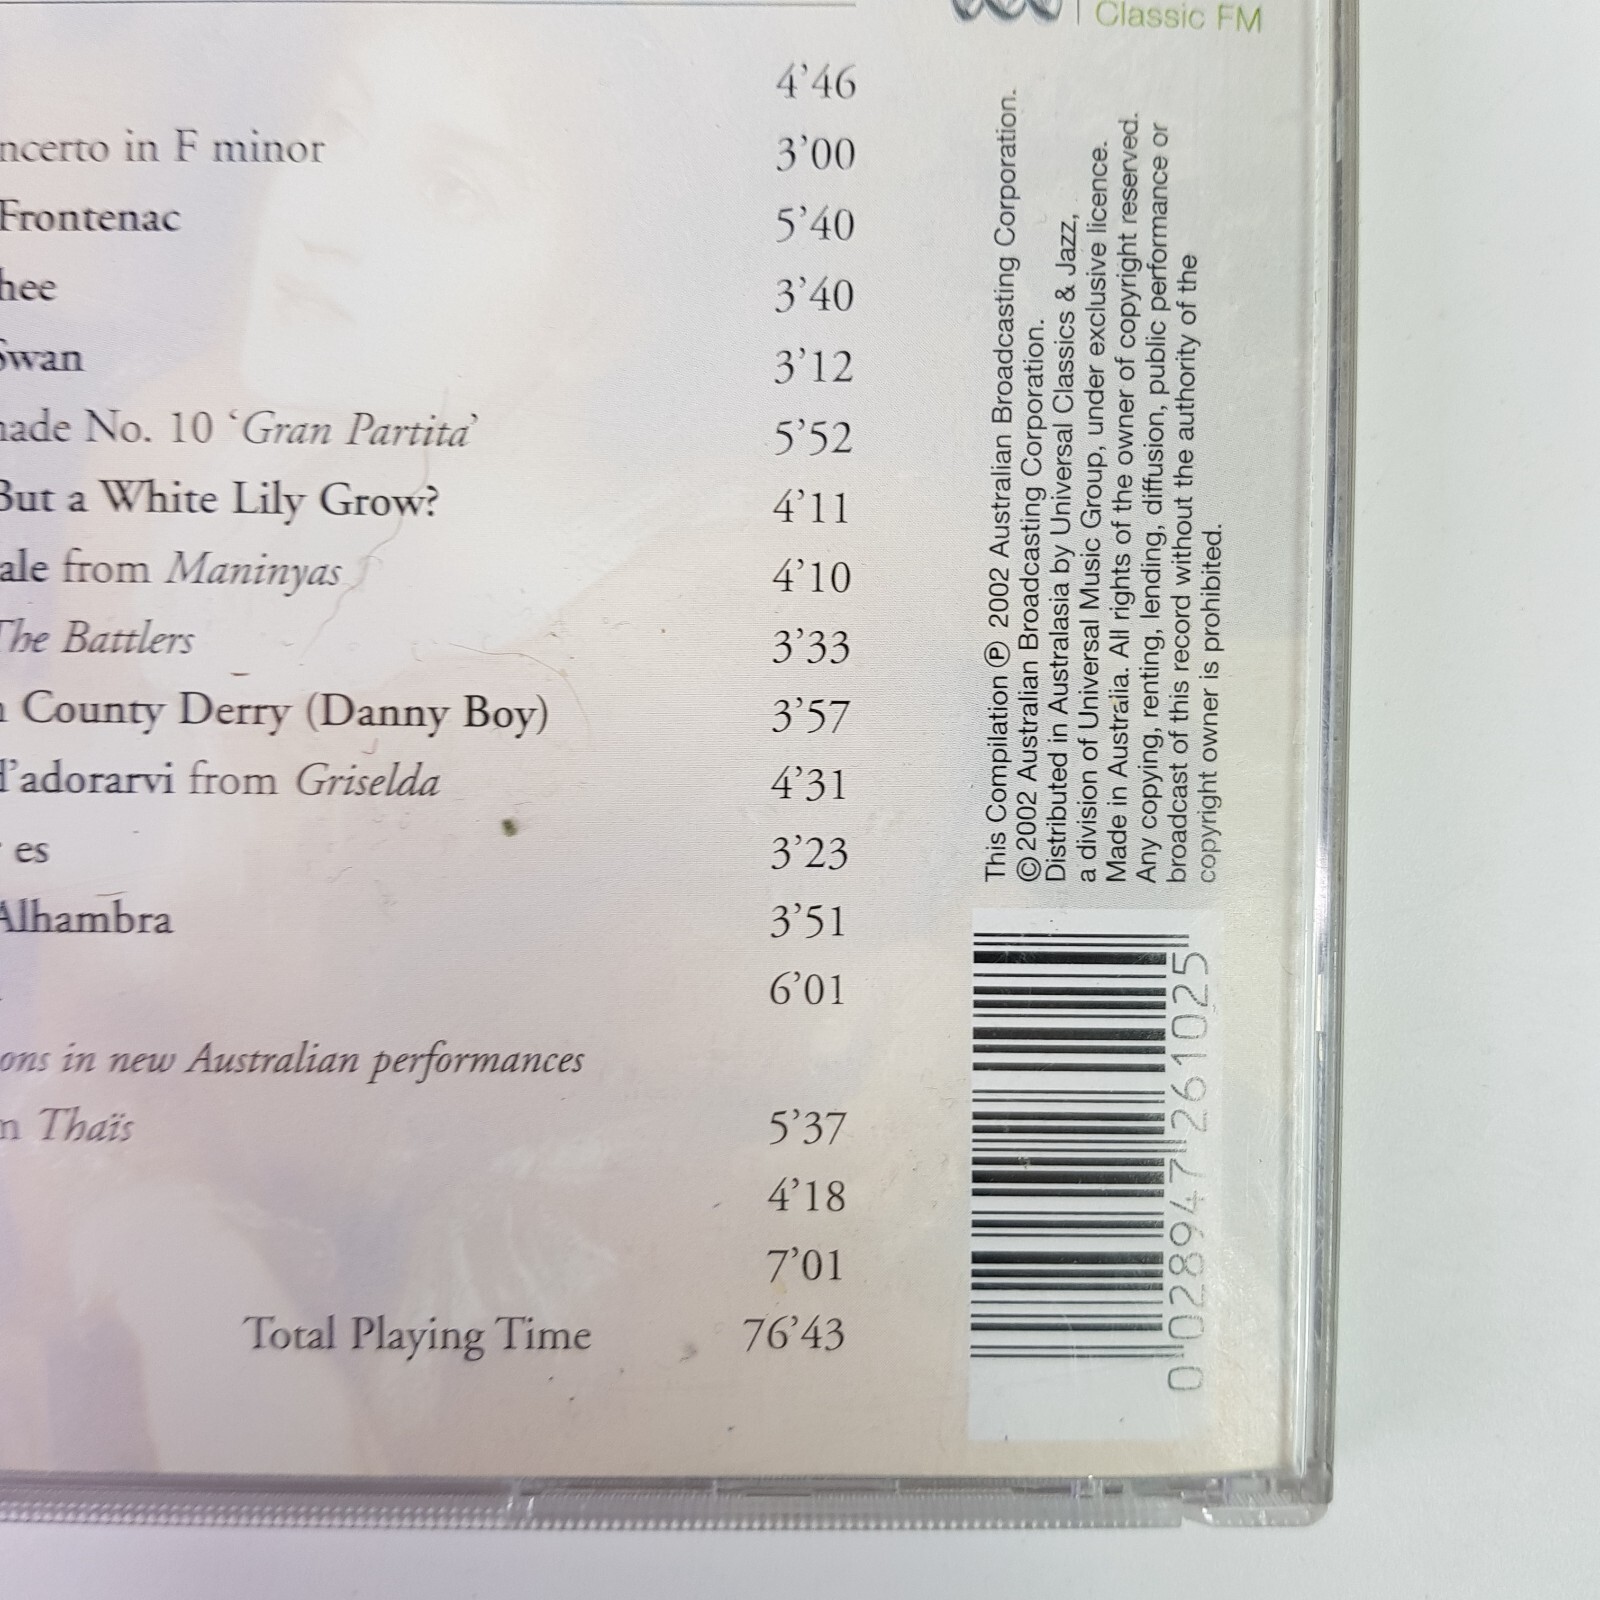 Classic FM
4'46
ncerto in F minor 3'00
Frontenac 5'40
hee 3'40
Swan 3'12
nade No. 10 ‘Gran Partita’ 5'52
But a White Lily Grow? 4'11
ale from Maninyas 4'10
The Battlers 3'33
n County Derry (Danny Boy) 3'57
d'adorarvi from Griselda 4'31
es 3'23
Alhambra 3'51
6'01
ons in new Australian performances
n Thaïs 5'37
4'18
7'01
Total Playing Time 76'43
This Compilation ℗ 2002 Australian Broadcasting Corporation.
©2002 Australian Broadcasting Corporation.
Distributed in Australasia by Universal Classics & Jazz,
a division of Universal Music Group, under exclusive licence.
Made in Australia. All rights of the owner of copyright reserved.
Any copying, renting, lending, diffusion, public performance or
broadcast of this record without the authority of the
copyright owner is prohibited.
0 028947 261025